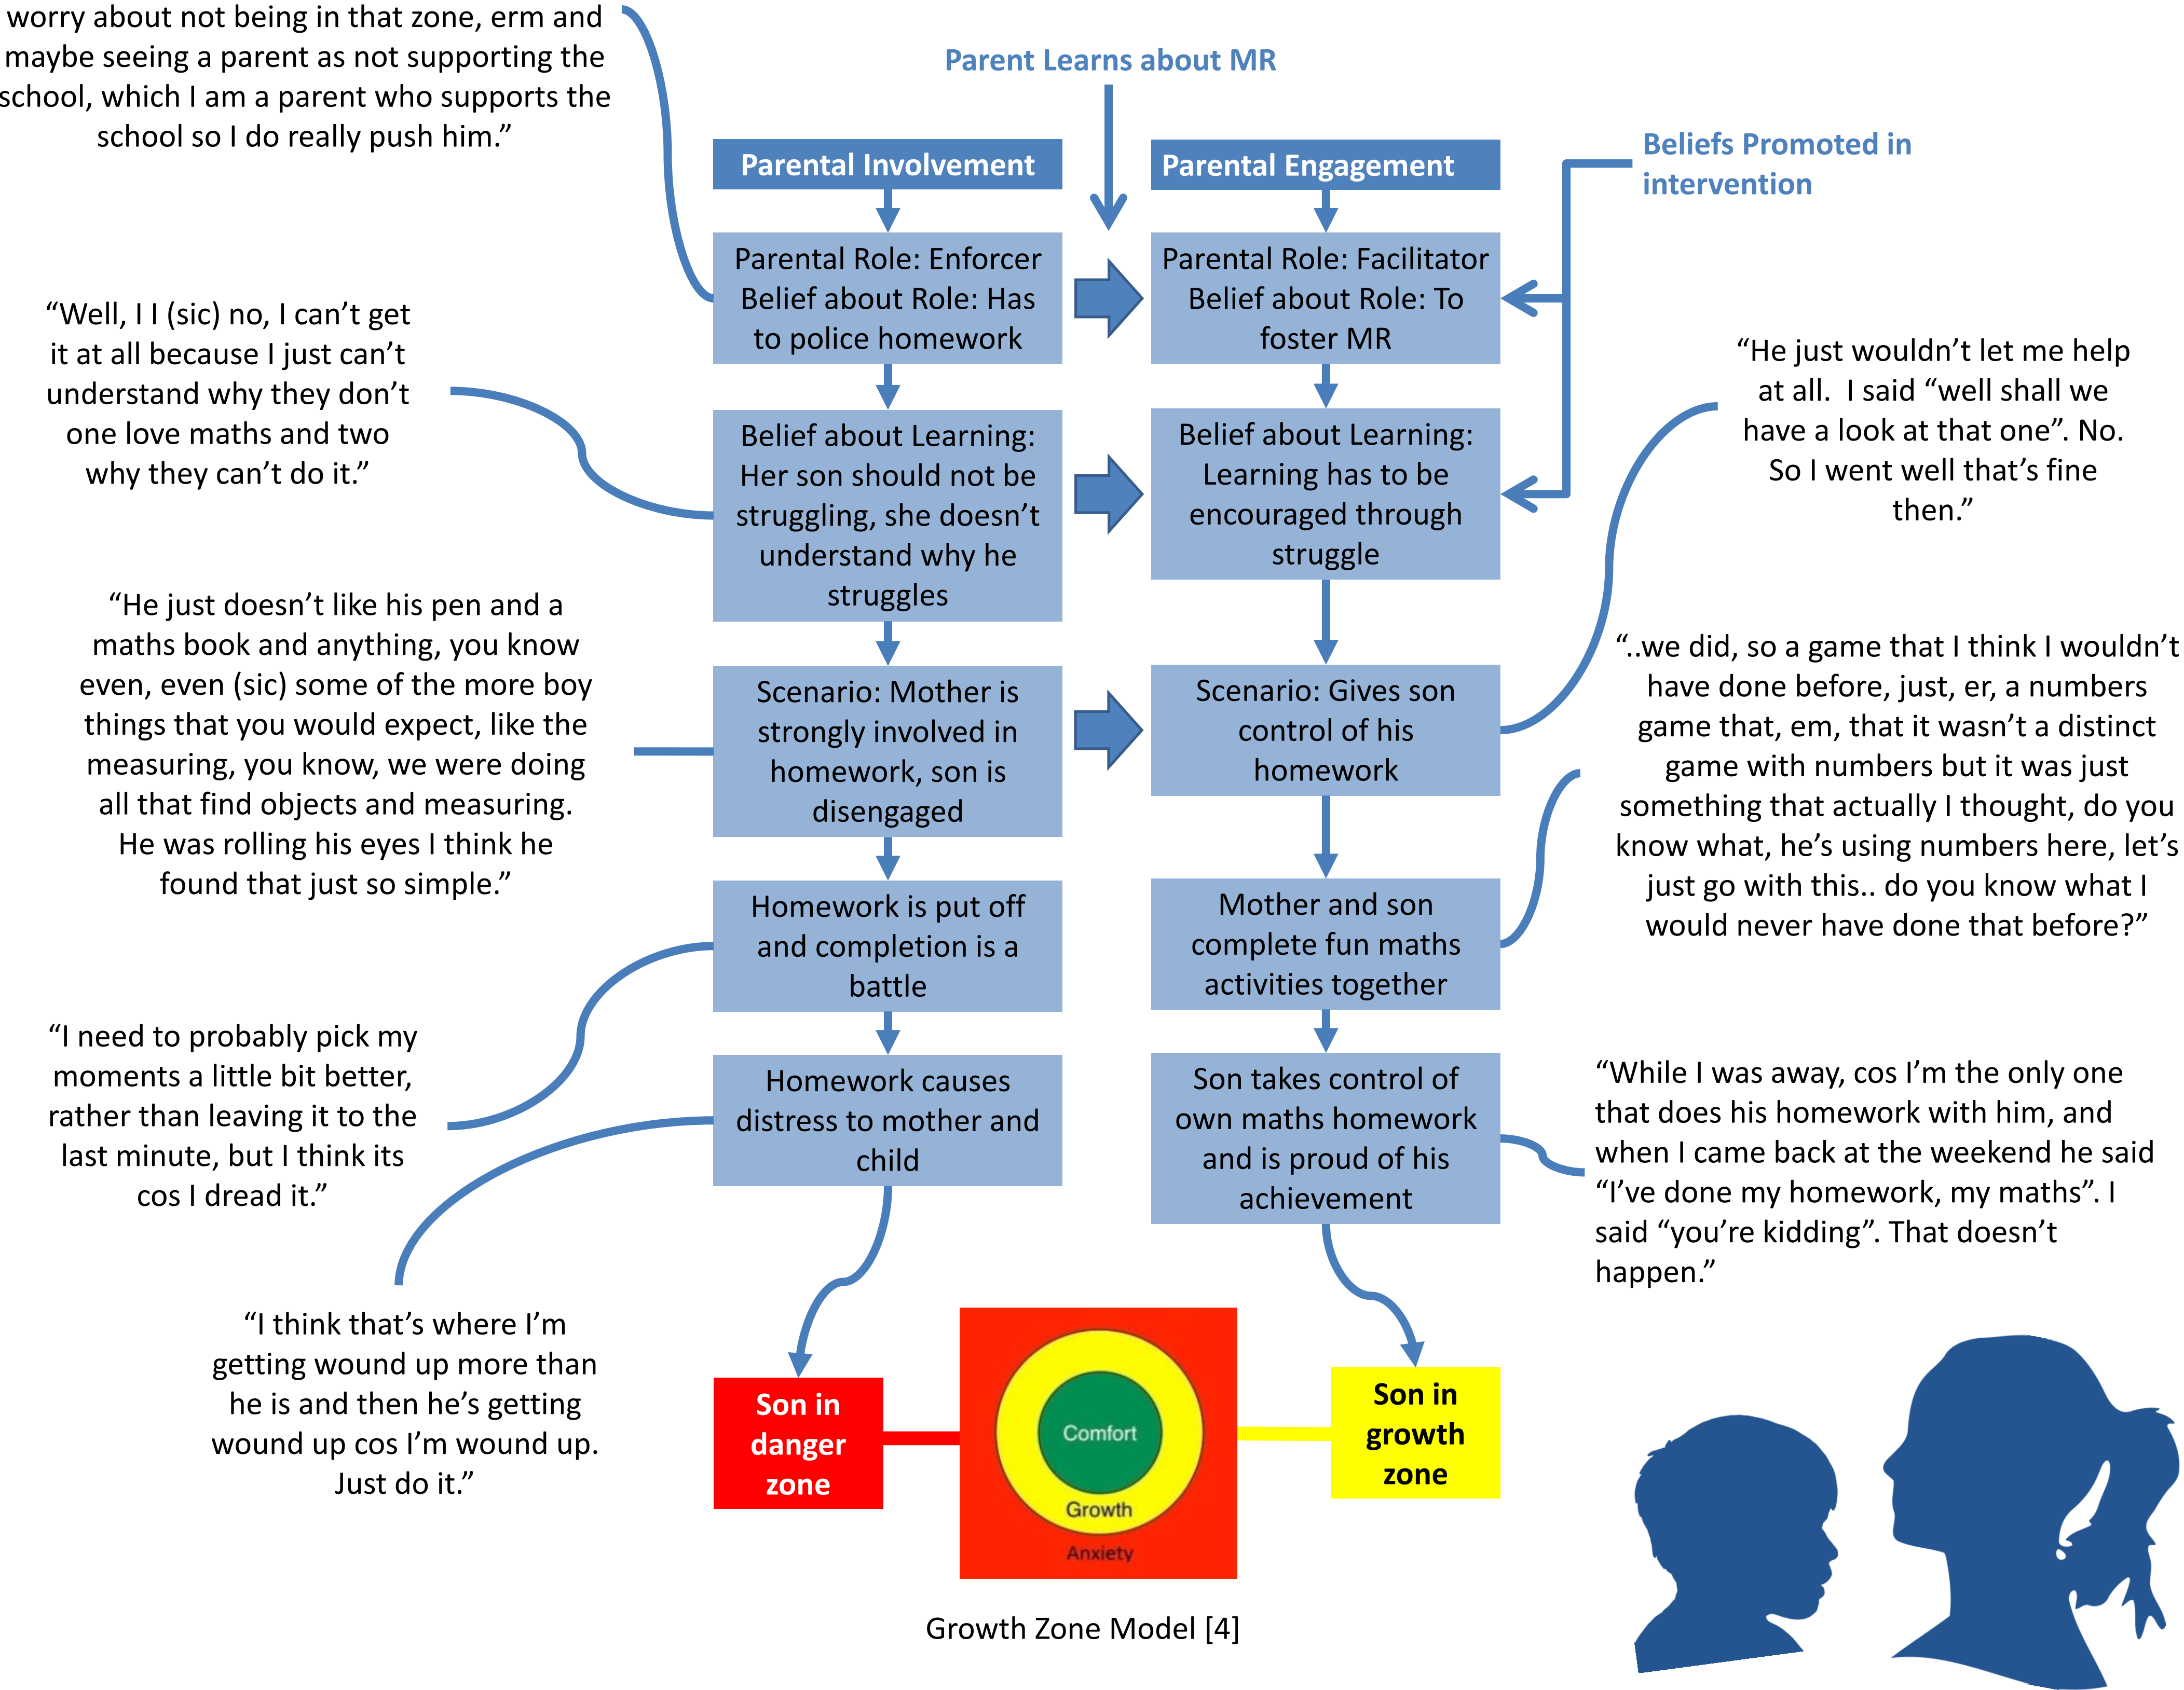 worry about not being in that zone, erm and
maybe seeing a parent as not supporting the
school, which I am a parent who supports the
school so I do really push him.”
Parent Learns about MR
Beliefs Promoted in
intervention
Parental Involvement
Parental Role: Enforcer
Belief about Role: Has
to police homework
Belief about Learning:
Her son should not be
struggling, she doesn’t
understand why he
struggles
Scenario: Mother is
strongly involved in
homework, son is
disengaged
Homework is put off
and completion is a
battle
Homework causes
distress to mother and
child
Son in
danger
zone
Parental Engagement
Parental Role: Facilitator
Belief about Role: To
foster MR
Belief about Learning:
Learning has to be
encouraged through
struggle
Scenario: Gives son
control of his
homework
Mother and son
complete fun maths
activities together
Son takes control of
own maths homework
and is proud of his
achievement
Son in
growth
zone
“Well, I I (sic) no, I can’t get
it at all because I just can’t
understand why they don’t
one love maths and two
why they can’t do it.”
“He just doesn’t like his pen and a
maths book and anything, you know
even, even (sic) some of the more boy
things that you would expect, like the
measuring, you know, we were doing
all that find objects and measuring.
He was rolling his eyes I think he
found that just so simple.”
“I need to probably pick my
moments a little bit better,
rather than leaving it to the
last minute, but I think its
cos I dread it.”
“I think that’s where I’m
getting wound up more than
he is and then he’s getting
wound up cos I’m wound up.
Just do it.”
“He just wouldn’t let me help
at all.  I said “well shall we
have a look at that one”. No.
So I went well that’s fine
then.”
“..we did, so a game that I think I wouldn’t
have done before, just, er, a numbers
game that, em, that it wasn’t a distinct
game with numbers but it was just
something that actually I thought, do you
know what, he’s using numbers here, let’s
just go with this.. do you know what I
would never have done that before?”
“While I was away, cos I’m the only one
that does his homework with him, and
when I came back at the weekend he said
“I’ve done my homework, my maths”. I
said “you’re kidding”. That doesn’t
happen.”
Comfort
Growth
Anxiety
Growth Zone Model [4]